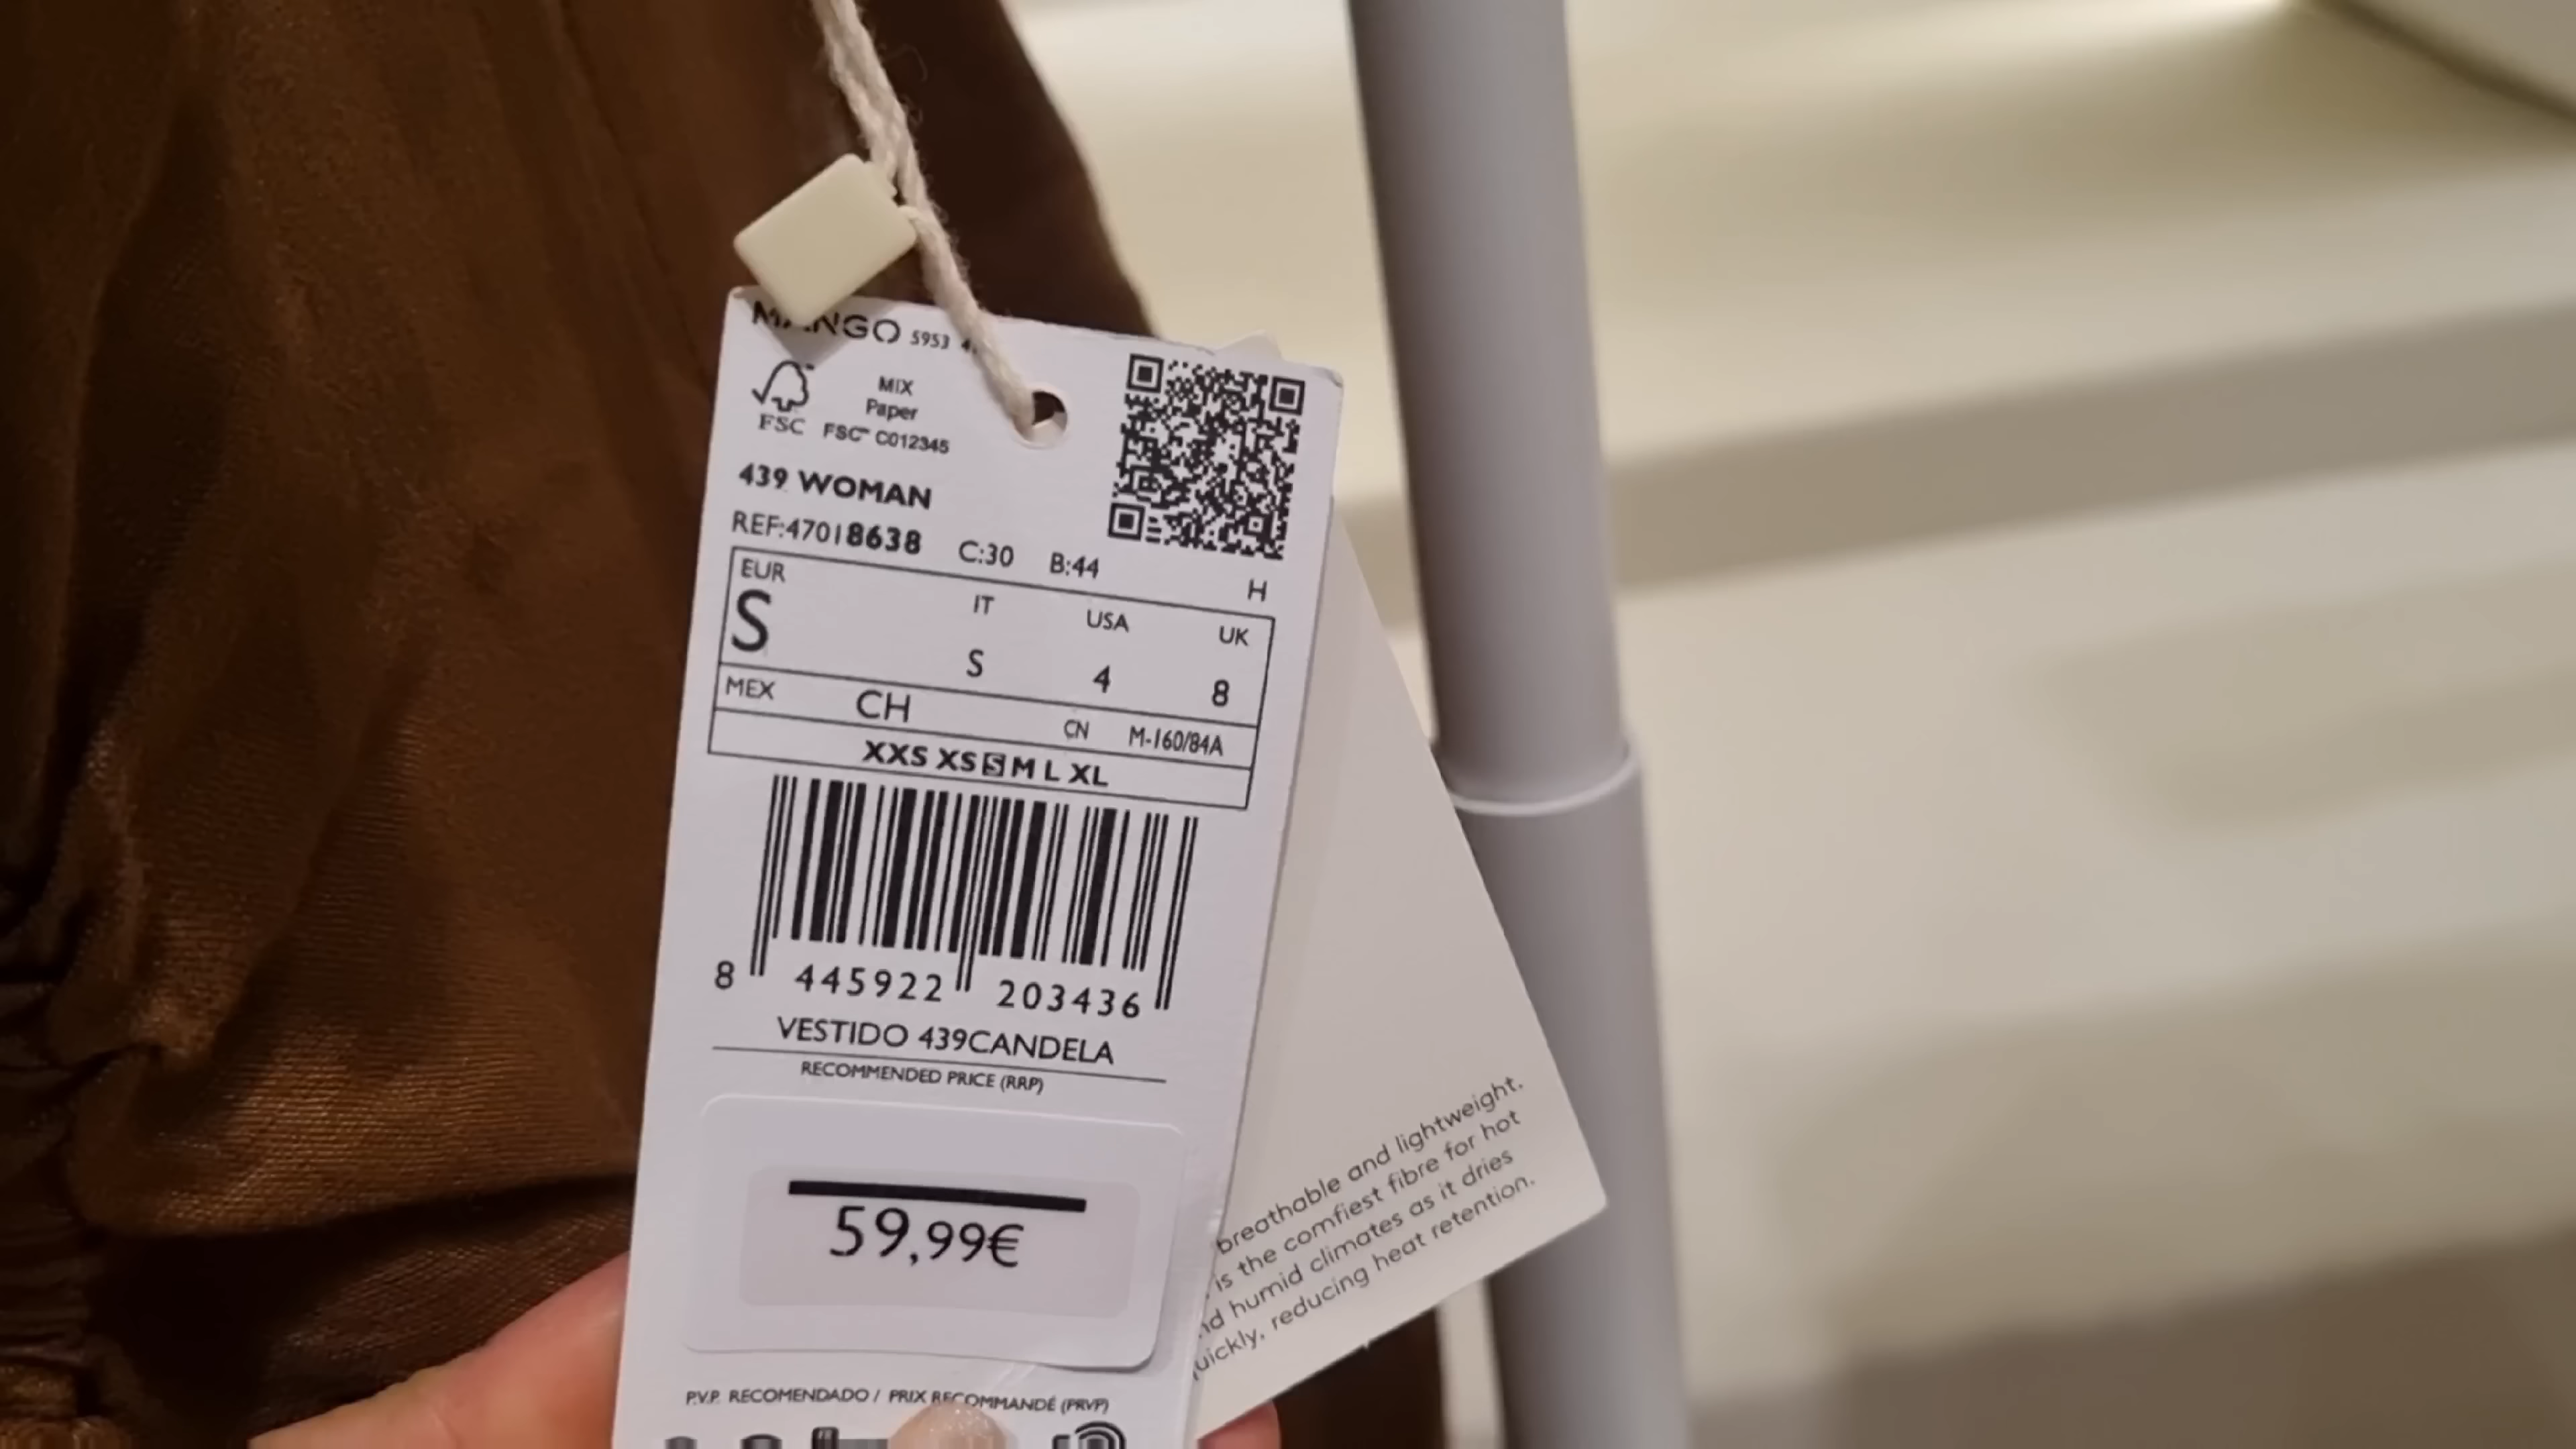 MANGO 5953
MIX
Paper
FSC FSC™ C012345
439 WOMAN
REF:47018638 C:30 B:44 H
EUR IT USA UK
S S 4 8
MEX CH CN M-160/84A
XXS XS S M L XL
8 445922 203436
VESTIDO 439CANDELA
RECOMMENDED PRICE (RRP)
59,99€
P.V.P. RECOMENDADO / PRIX RECOMMANDÉ (PRVP)
breathable and lightweight.
is the comfiest fibre for hot
humid climates as it dries
reducing heat retention.